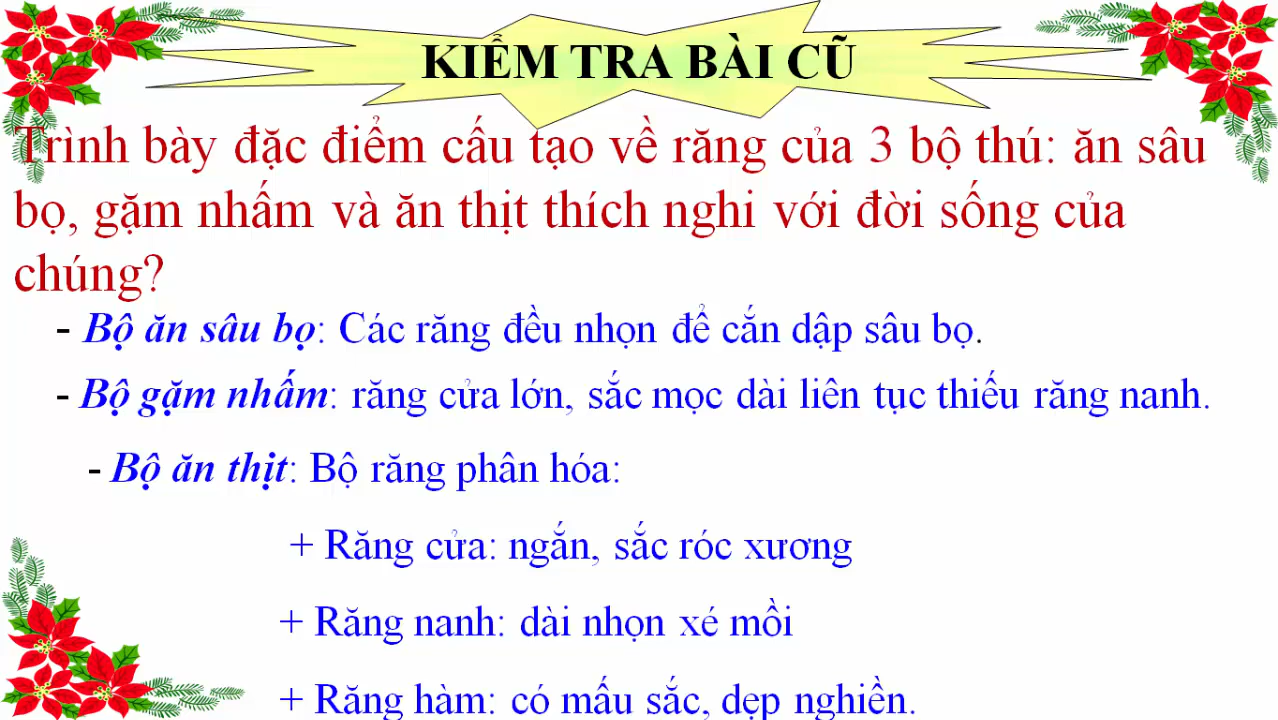 KIỂM TRA BÀI CŨ
Trình bày đặc điểm cấu tạo về răng của 3 bộ thú: ăn sâu
bọ, gặm nhấm và ăn thịt thích nghi với đời sống của
chúng?
- Bộ ăn sâu bọ: Các răng đều nhọn để cắn dập sâu bọ.
- Bộ gặm nhấm: răng cửa lớn, sắc mọc dài liên tục thiếu răng nanh.
- Bộ ăn thịt: Bộ răng phân hóa:
+ Răng cửa: ngắn, sắc róc xương
+ Răng nanh: dài nhọn xé mồi
+ Răng hàm: có mấu sắc, dẹp nghiền.